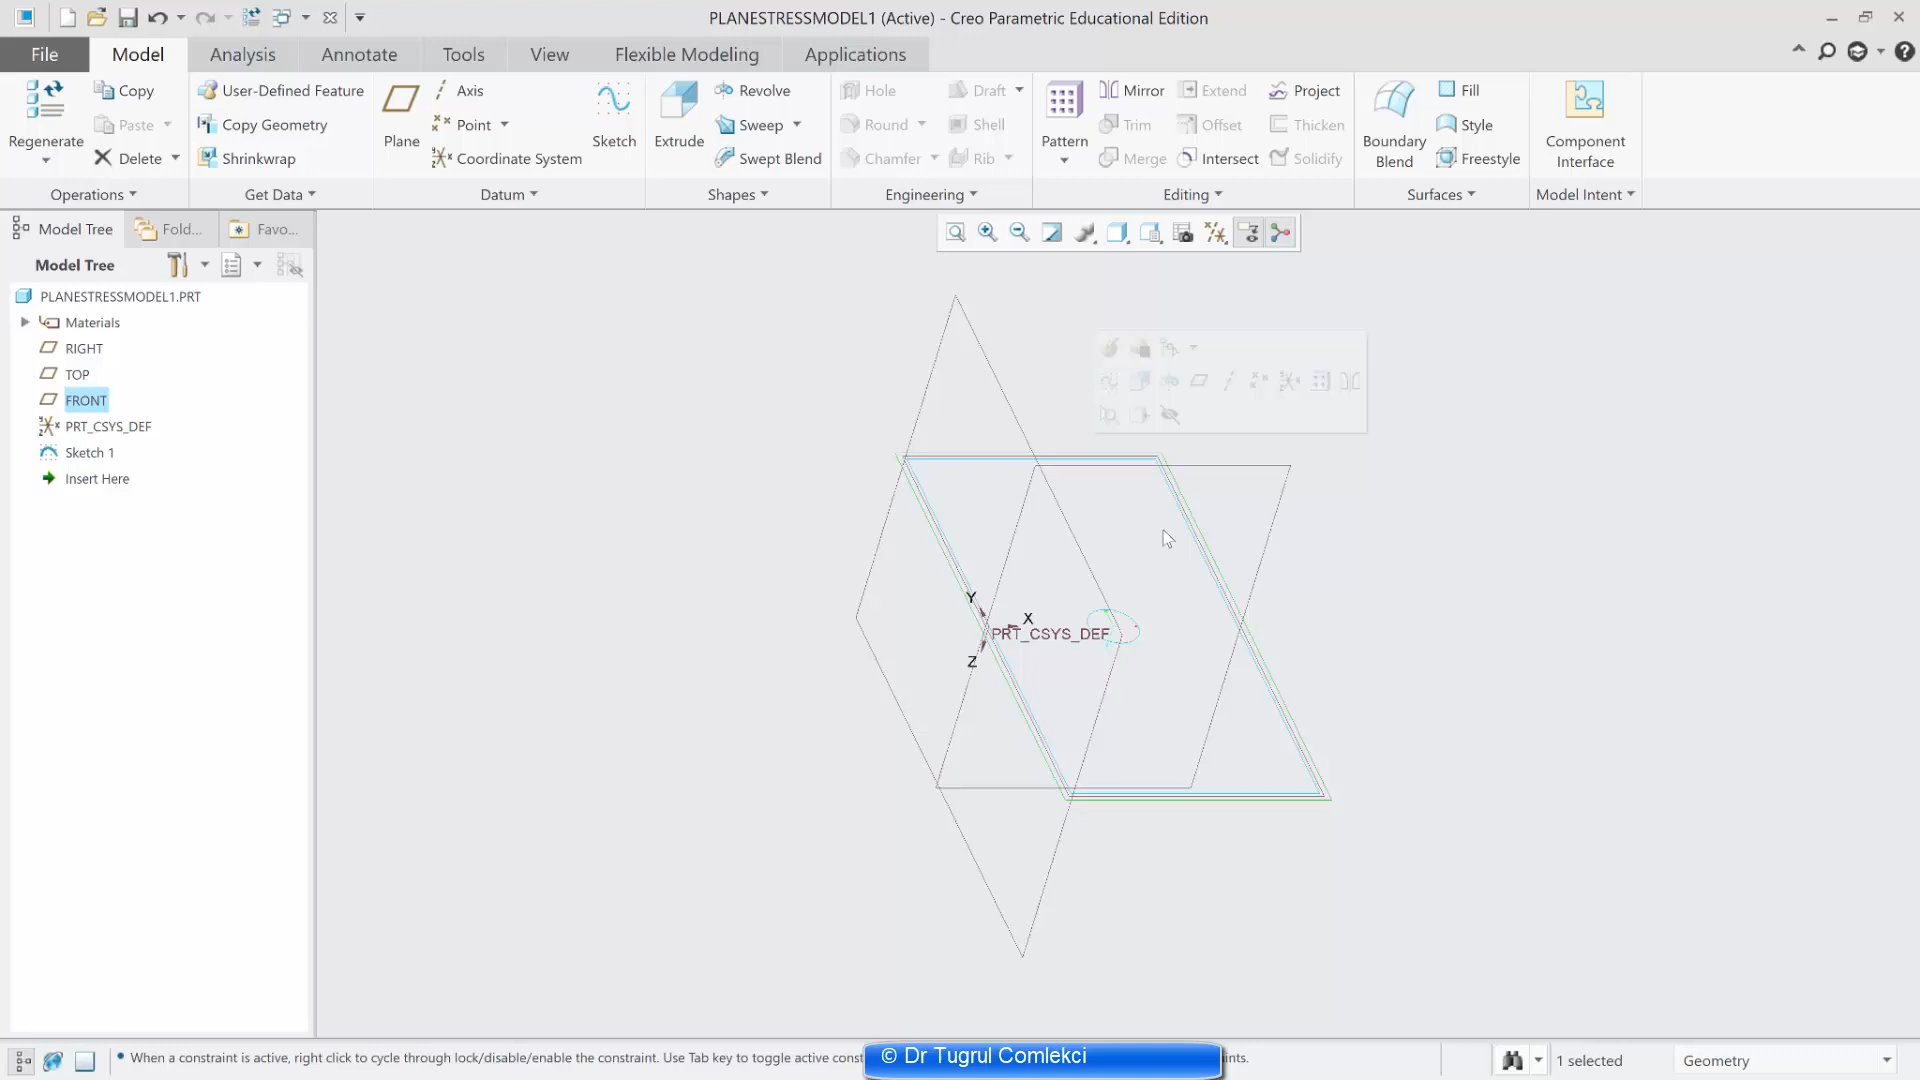 PLANESTRESSMODEL1 (Active) - Creo Parametric Educational Edition
File Model Analysis Annotate Tools View Flexible Modeling Applications
Regenerate
Copy
Paste
Delete
Operations
User-Defined Feature
Copy Geometry
Shrinkwrap
Get Data
Plane
Axis
Point
Coordinate System
Sketch
Datum
Extrude
Revolve
Sweep
Swept Blend
Shapes
Hole
Round
Chamfer
Draft
Shell
Rib
Engineering
Pattern
Mirror
Trim
Merge
Extend
Offset
Intersect
Project
Thicken
Solidify
Editing
Boundary
Blend
Fill
Style
Freestyle
Surfaces
Component
Interface
Model Intent
Model Tree Fold... Favo...
Model Tree
PLANESTRESSMODEL1.PRT
Materials
RIGHT
TOP
FRONT
PRT_CSYS_DEF
Sketch 1
Insert Here
Y
X
PRT_CSYS_DEF
Z
When a constraint is active, right click to cycle through lock/disable/enable the constraint. Use Tab key to toggle active const
© Dr Tugrul Comlekci
nts.
1 selected
Geometry